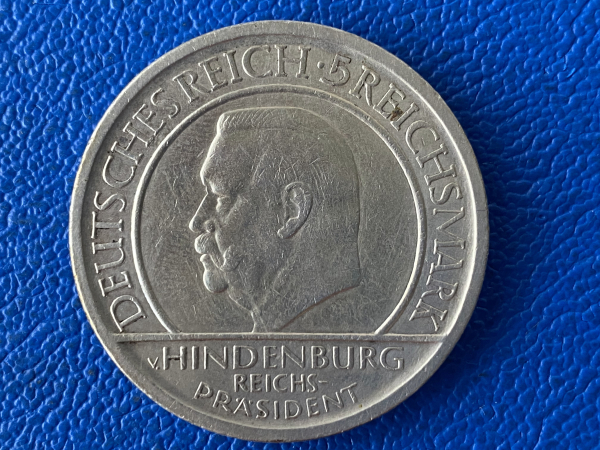 DEUTSCHES REICH · 5 REICHSMARK
v. HINDENBURG
REICHS-
PRÄSIDENT